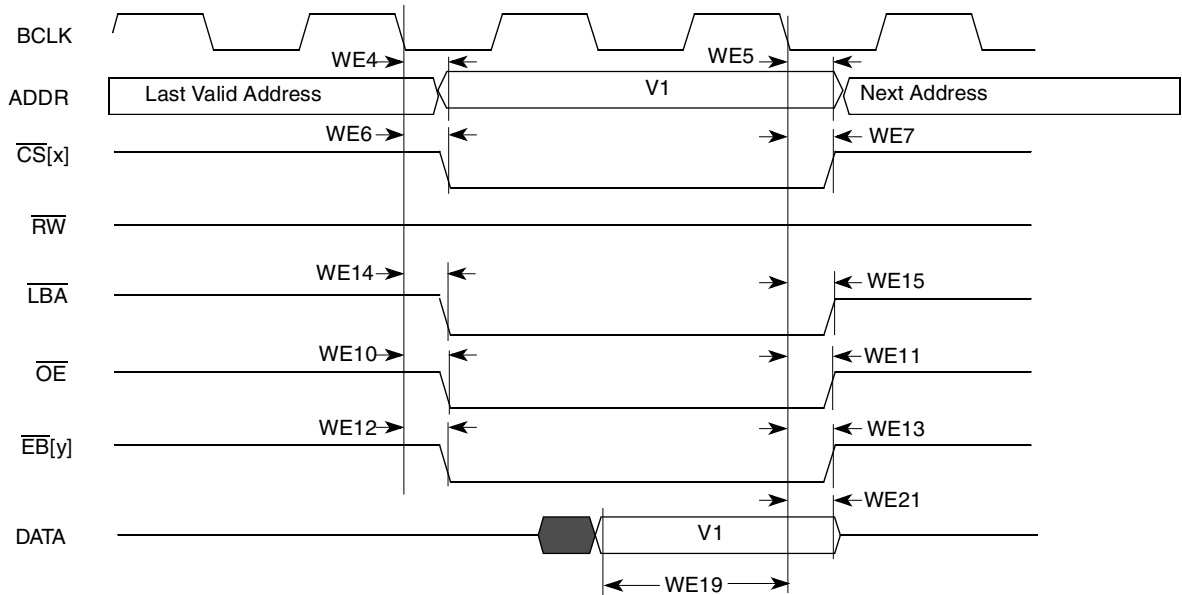 BCLK
WE4
WE5
ADDR
Last Valid Address
V1
Next Address
WE6
WE7
CS[x]
RW
WE14
WE15
LBA
WE10
WE11
OE
WE12
WE13
EB[y]
WE21
DATA
V1
WE19